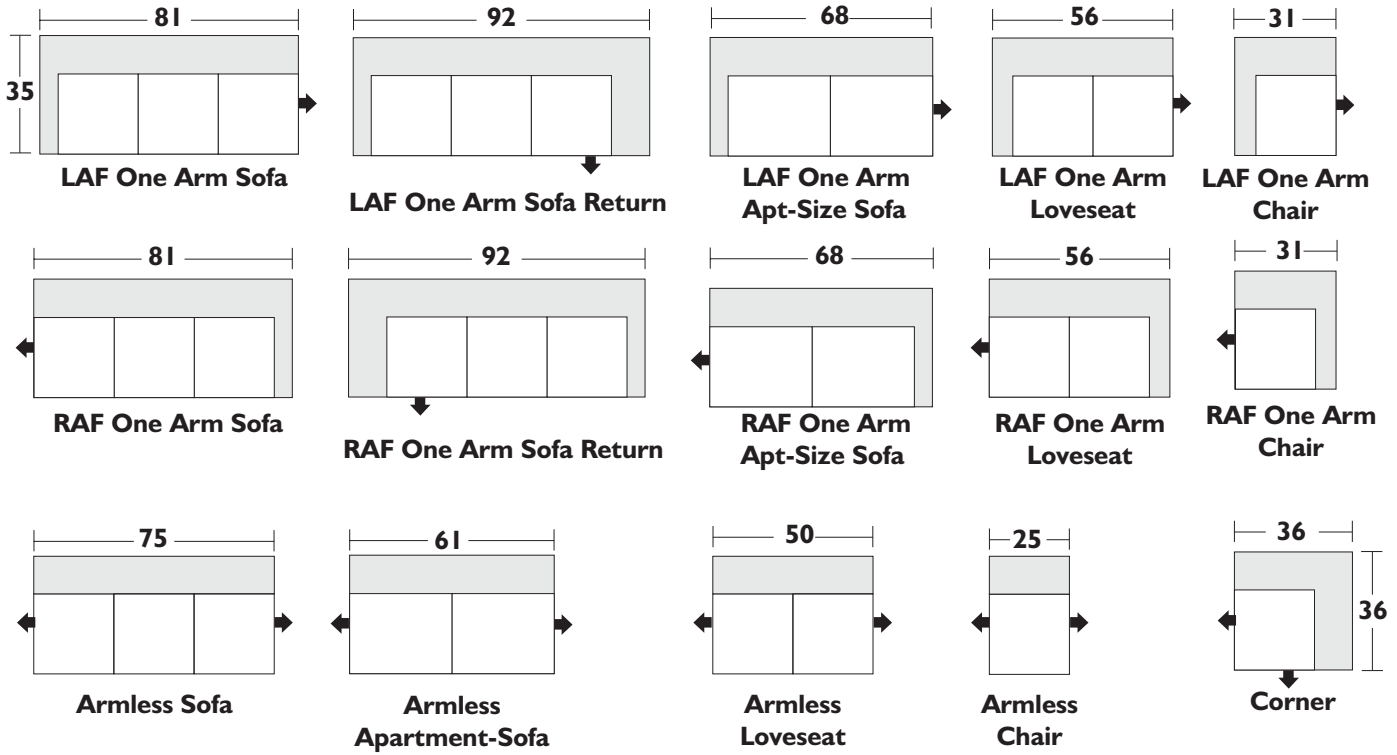 81
92
68
56
31
35
LAF One Arm Sofa
LAF One Arm Sofa Return
LAF One Arm
Apt-Size Sofa
LAF One Arm
Loveseat
LAF One Arm
Chair
81
92
68
56
31
RAF One Arm Sofa
RAF One Arm Sofa Return
RAF One Arm
Apt-Size Sofa
RAF One Arm
Loveseat
RAF One Arm
Chair
75
61
50
25
36
36
Armless Sofa
Armless
Apartment-Sofa
Armless
Loveseat
Armless
Chair
Corner